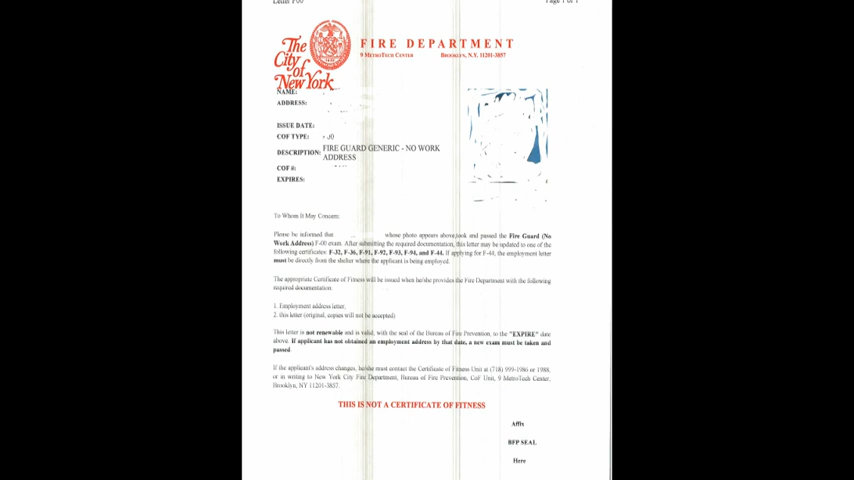 Letter F00
Page 1 of 1
The
City
of
New York
FIRE DEPARTMENT
9 METROTECH CENTER BROOKLYN, N.Y. 11201-3857
NAME:
ADDRESS:
ISSUE DATE:
COF TYPE:
DESCRIPTION: FIRE GUARD GENERIC - NO WORK
ADDRESS
COF #:
EXPIRES:
To Whom It May Concern:
Please be informed that whose photo appears above,took and passed the Fire Guard (No
Work Address) F-00 exam. After submitting the required documentation, this letter may be updated to one of the
following certificates: F-32, F-36, F-91, F-92, F-93, F-94, and F-44. If applying for F-44, the employment letter
must be directly from the shelter where the applicant is being employed.
The appropriate Certificate of Fitness will be issued when he/she provides the Fire Department with the following
required documentation.
1. Employment address letter;
2. this letter (original, copies will not be accepted)
This letter is not renewable and is valid, with the seal of the Bureau of Fire Prevention, to the "EXPIRE" date
above. If applicant has not obtained an employment address by that date, a new exam must be taken and
passed.
If the applicant's address changes, he/she must contact the Certificate of Fitness Unit at (718) 999-1986 or 1988,
or in writing to New York City Fire Department, Bureau of Fire Prevention, CoF Unit, 9 MetroTech Center,
Brooklyn, NY 11201-3857.
THIS IS NOT A CERTIFICATE OF FITNESS
Affix
BFP SEAL
Here